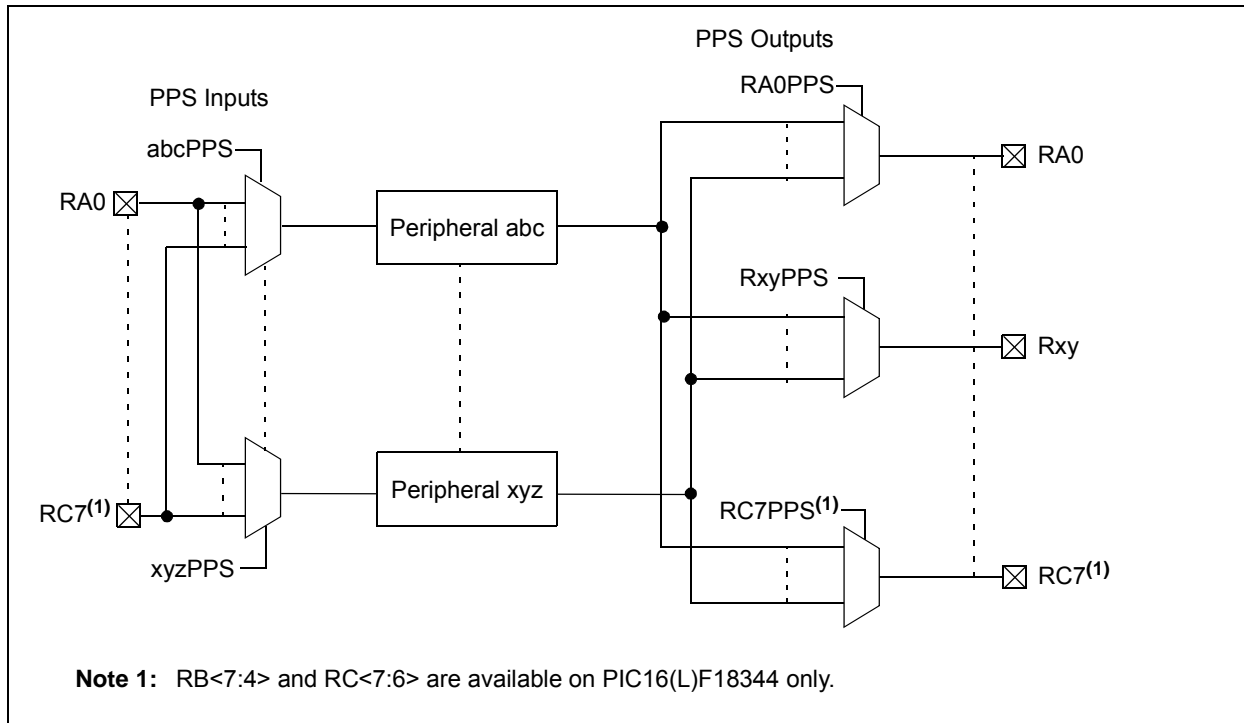 PPS Outputs
RA0PPS
PPS Inputs
abcPPS
RA0
RA0
Peripheral abc
RxyPPS
Rxy
Peripheral xyz
RC7(1)
RC7PPS(1)
xyzPPS
RC7(1)
Note 1: RB<7:4> and RC<7:6> are available on PIC16(L)F18344 only.